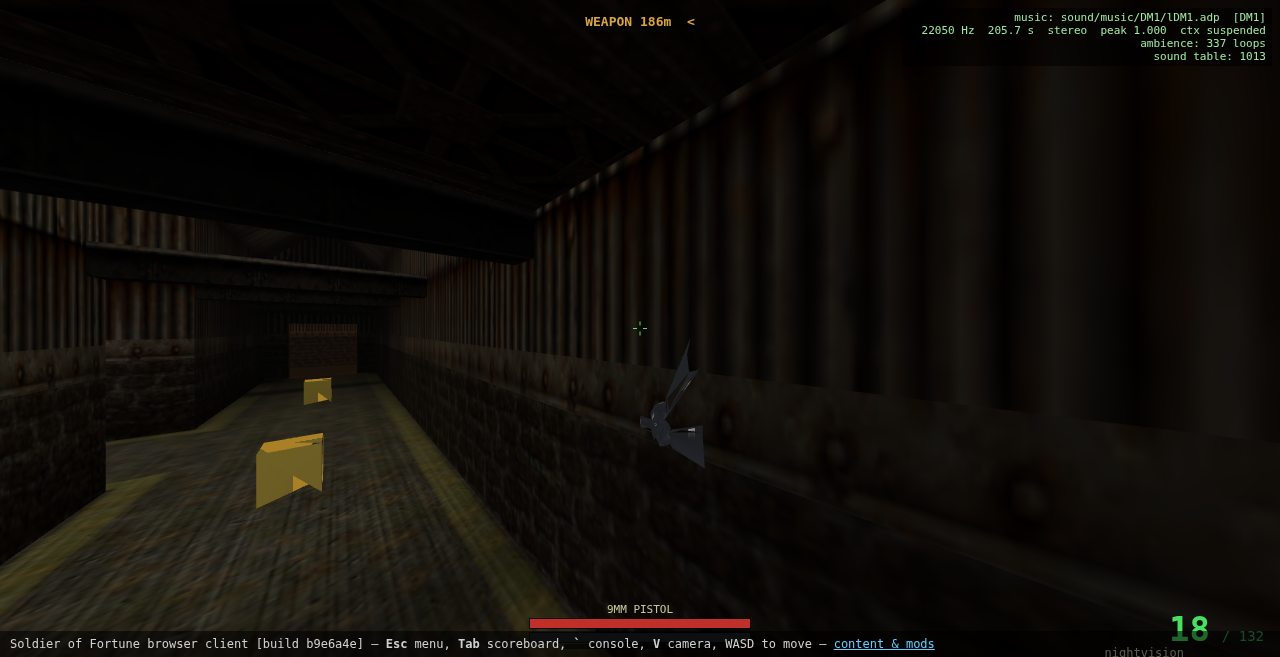 WEAPON 186m <
music: sound/music/DM1/lDM1.adp [DM1]
22050 Hz 205.7 s stereo peak 1.000 ctx suspended
ambience: 337 loops
sound table: 1013
9MM PISTOL
Soldier of Fortune browser client [build b9e6a4e] — Esc menu, Tab scoreboard, ` console, V camera, WASD to move — content & mods
18 / 132
nightvision